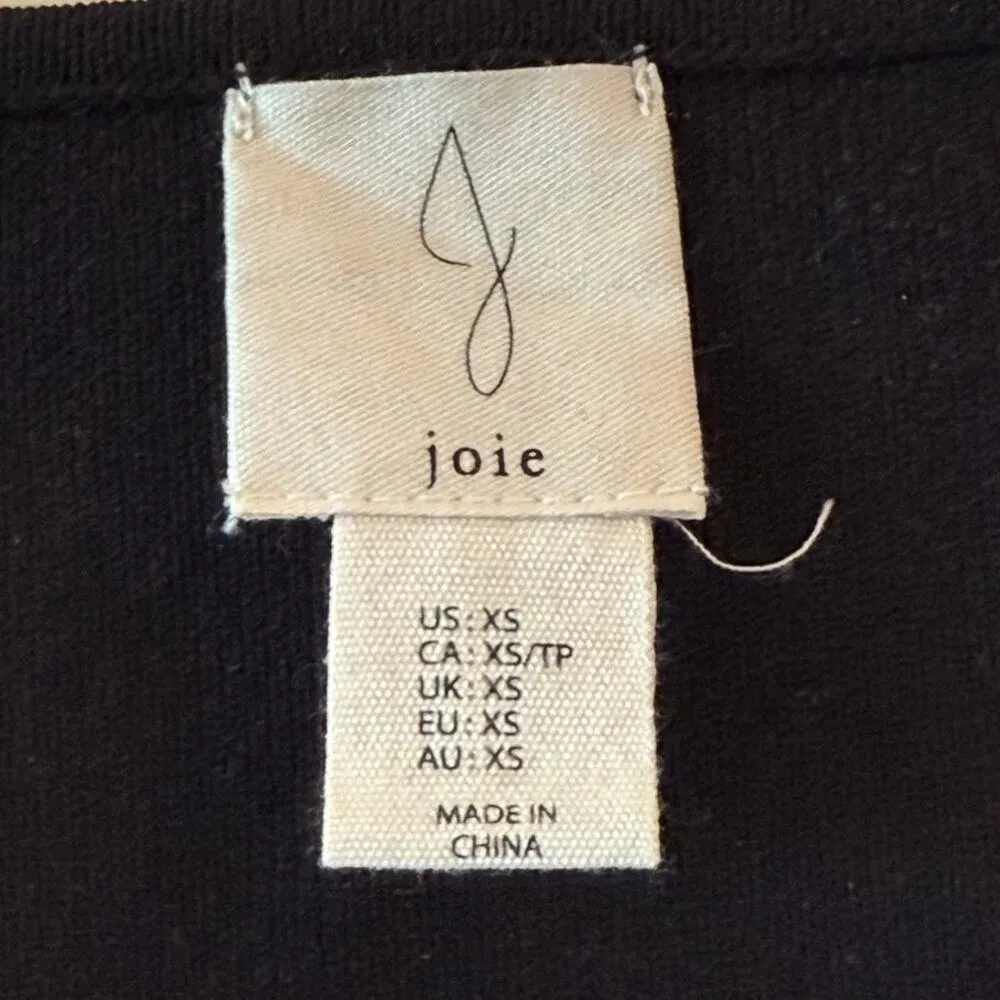 joie
US: XS
CA: XS/TP
UK: XS
EU: XS
AU: XS
MADE IN
CHINA